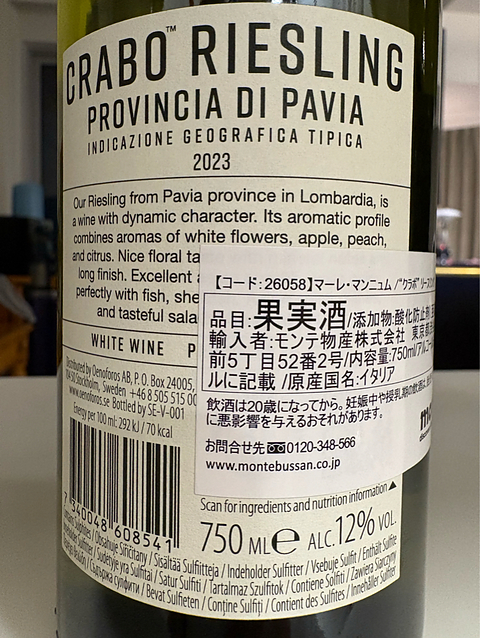 CRABO™ RIESLING
PROVINCIA DI PAVIA
INDICAZIONE GEOGRAFICA TIPICA
2023
Our Riesling from Pavia province in Lombardia, is
a wine with dynamic character. Its aromatic profile
combines aromas of white flowers, apple, peach,
and citrus. Nice floral
long finish. Excellent
perfectly with fish,
and tasteful
WHITE WINE
【コード:26058】マーレ・マンニュム /"クラボ"
品目:果実酒/添加物:酸化防止剤
輸入者:モンテ物産株式会社 東京都
前5丁目52番2号/内容量:750ml/アルコー
ルに記載 /原産国名:イタリア
飲酒は20歳になってから。妊娠中や授乳期の飲酒は、
に悪影響を与えるおそれがあります。
お問合せ先 0120-348-566
www.montebussan.co.jp
Distributed by Oenoforos AB, P. O. Box 24005,
104 50 Stockholm, Sweden +46 8 505 515 00
www.oenoforos.se Bottled by SE-V-001
Energy per 100 ml: 292 kJ / 70 kcal
7 340048 608541
Scan for ingredients and nutrition information
750 ML e ALC. 12% VOL.
Sulphites / Sisältää Sulfiitteja / Indeholder Sulfitter / Vsebuje Sulfit / Enthält Sulfite
Sulfitter / Sudėtyje yra Sulfitai / Satur Sulfiti / Tartalmaz Szulfitok / Contiene Solfiti / Zawiera Siarczyny
Съдържа сулфити / Bevat Sulfieten / Conține Sulfiți / Contient des Sulfites / Innehåller Sulfiter